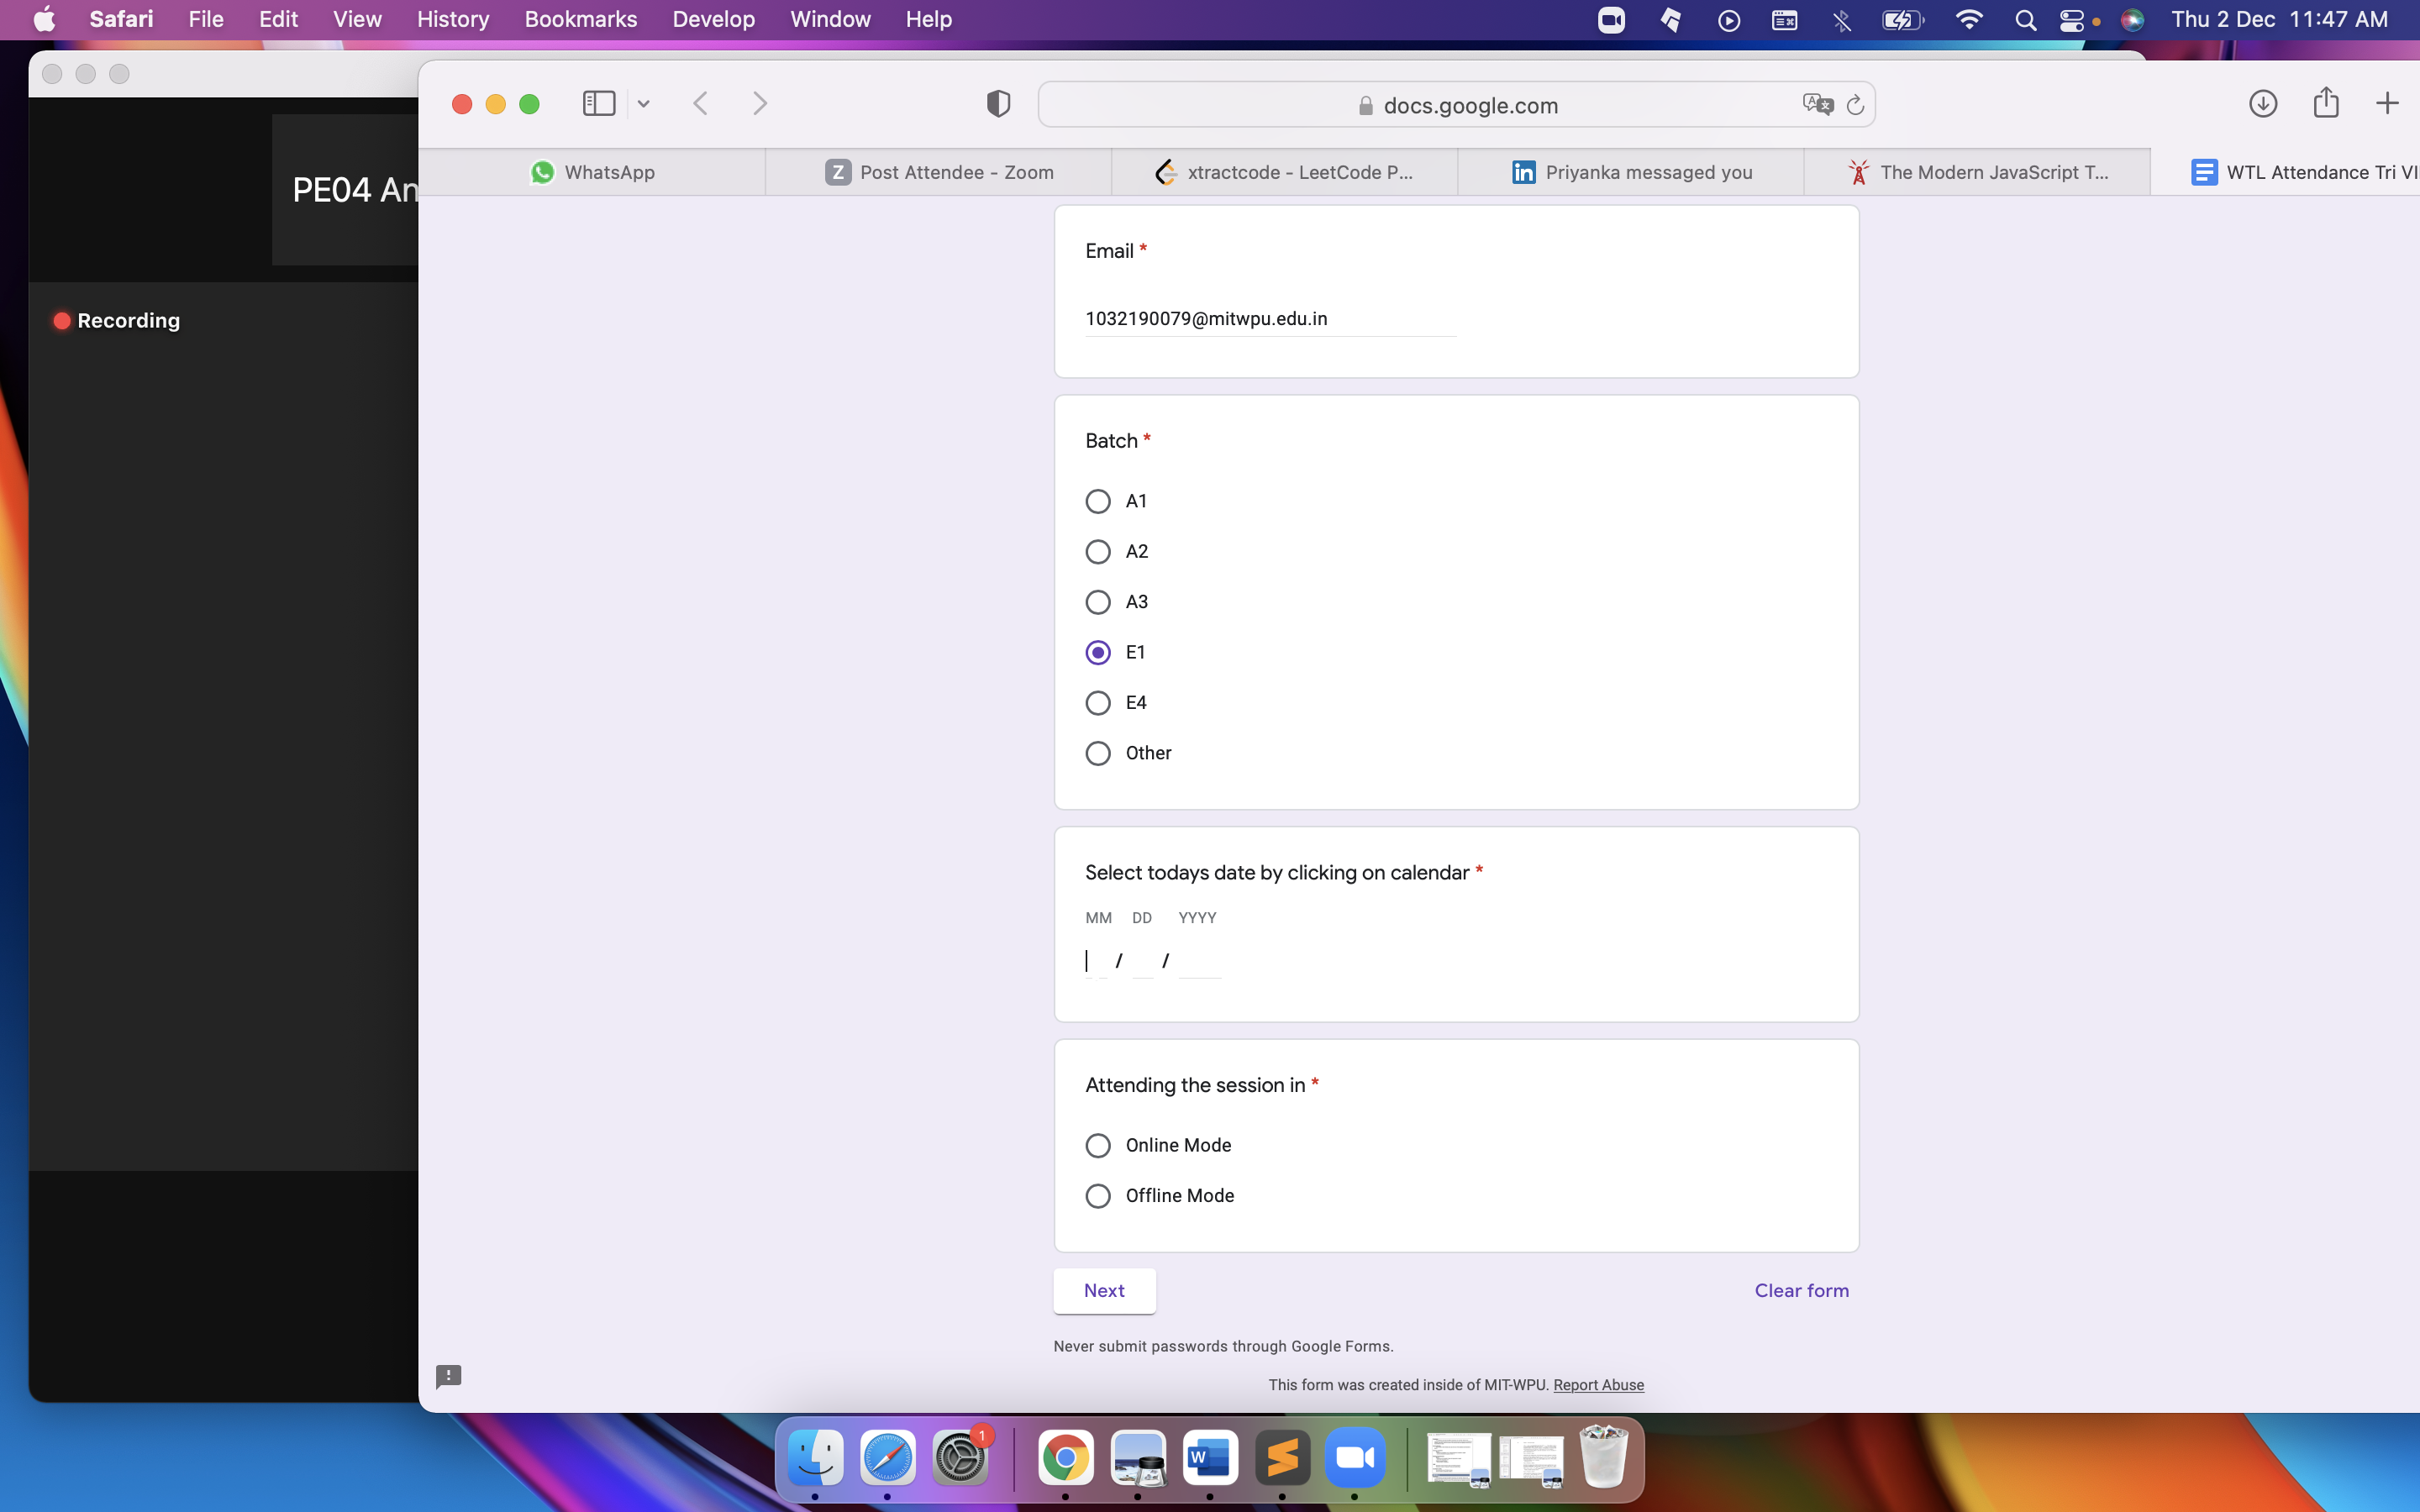 Safari File Edit View History Bookmarks Develop Window Help Thu 2 Dec 11:47 AM
docs.google.com
WhatsApp
Z Post Attendee - Zoom
xtractcode - LeetCode P...
in Priyanka messaged you
The Modern JavaScript T...
WTL Attendance Tri VI
PE04 An
Recording
Email *
1032190079@mitwpu.edu.in
Batch *
A1
A2
A3
E1
E4
Other
Select todays date by clicking on calendar *
MM DD YYYY
/ /
Attending the session in *
Online Mode
Offline Mode
Next
Clear form
Never submit passwords through Google Forms.
This form was created inside of MIT-WPU. Report Abuse
1
W